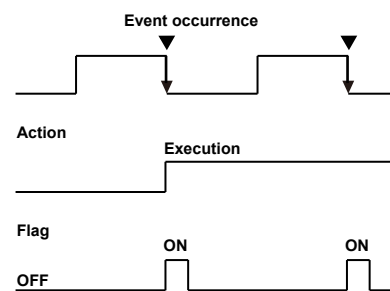 Event occurrence
Action
Execution
Flag
ON ON
OFF